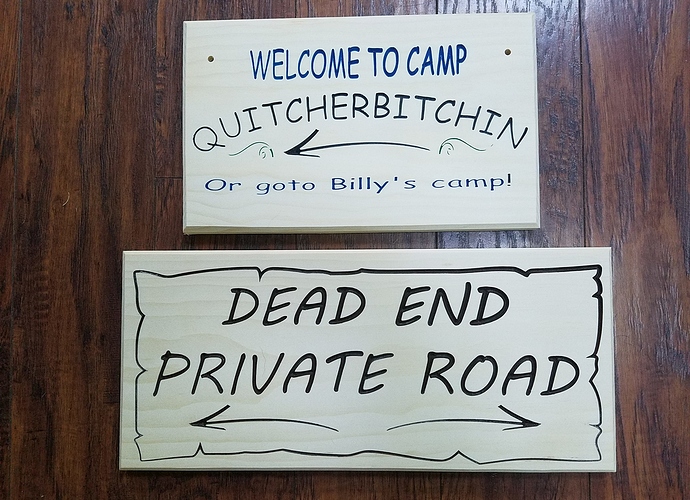 WELCOME TO CAMP
QUITCHERBITCHIN
Or goto Billy's camp!
DEAD END
PRIVATE ROAD